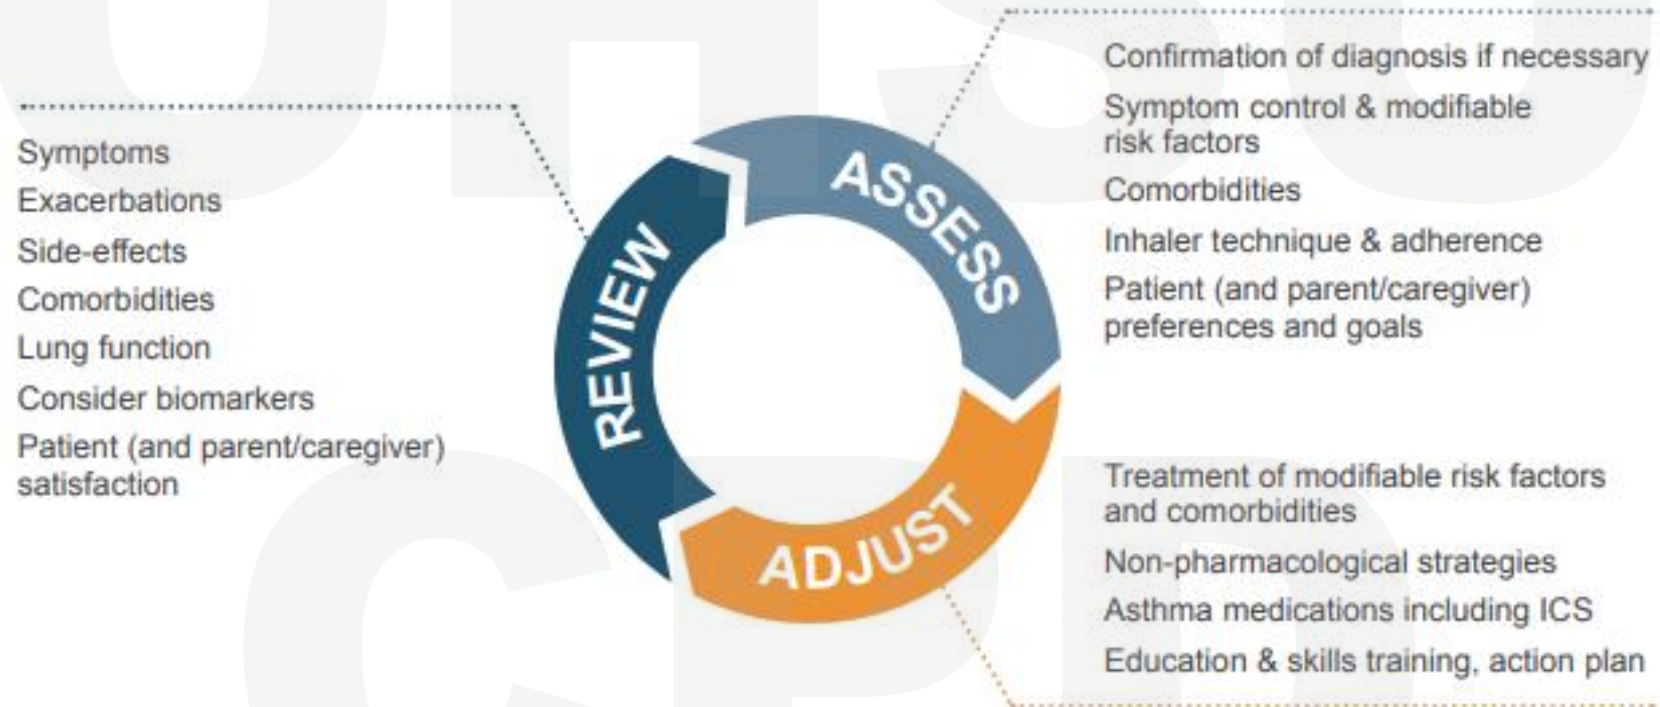 Symptoms
Exacerbations
Side-effects
Comorbidities
Lung function
Consider biomarkers
Patient (and parent/caregiver)
satisfaction
REVIEW
ASSESS
ADJUST
Confirmation of diagnosis if necessary
Symptom control & modifiable
risk factors
Comorbidities
Inhaler technique & adherence
Patient (and parent/caregiver)
preferences and goals
Treatment of modifiable risk factors
and comorbidities
Non-pharmacological strategies
Asthma medications including ICS
Education & skills training, action plan